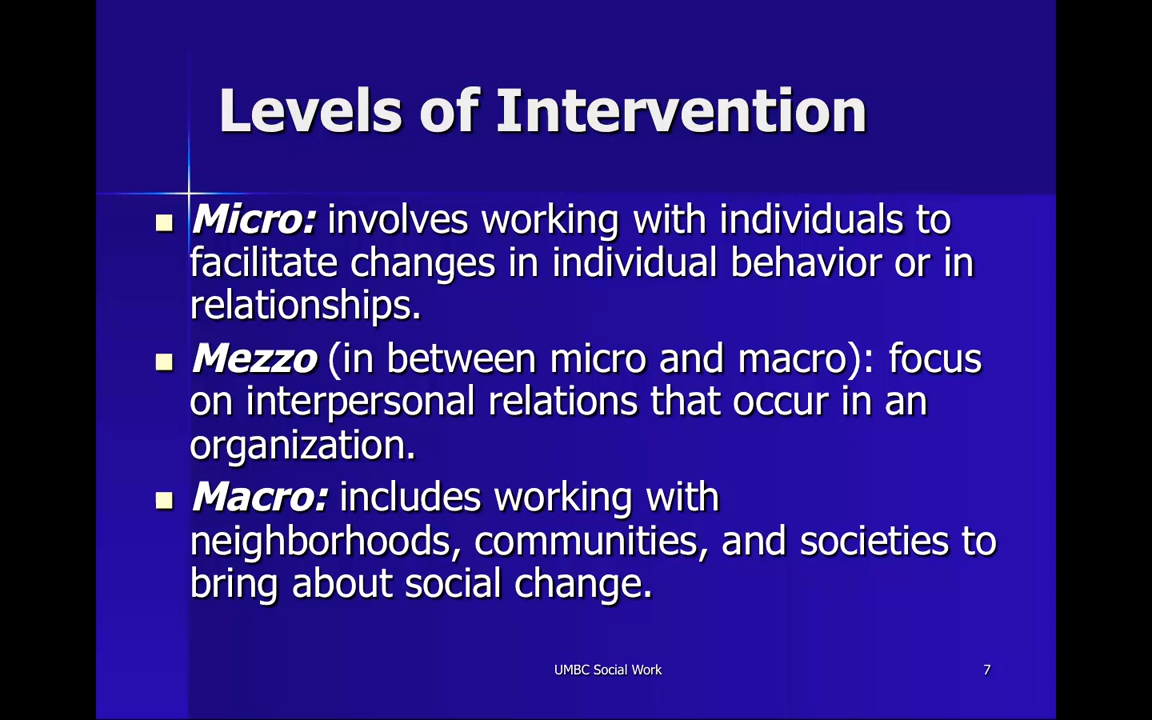 Levels of Intervention
Micro: involves working with individuals to
facilitate changes in individual behavior or in
relationships.
Mezzo (in between micro and macro): focus
on interpersonal relations that occur in an
organization.
Macro: includes working with
neighborhoods, communities, and societies to
bring about social change.
UMBC Social Work
7